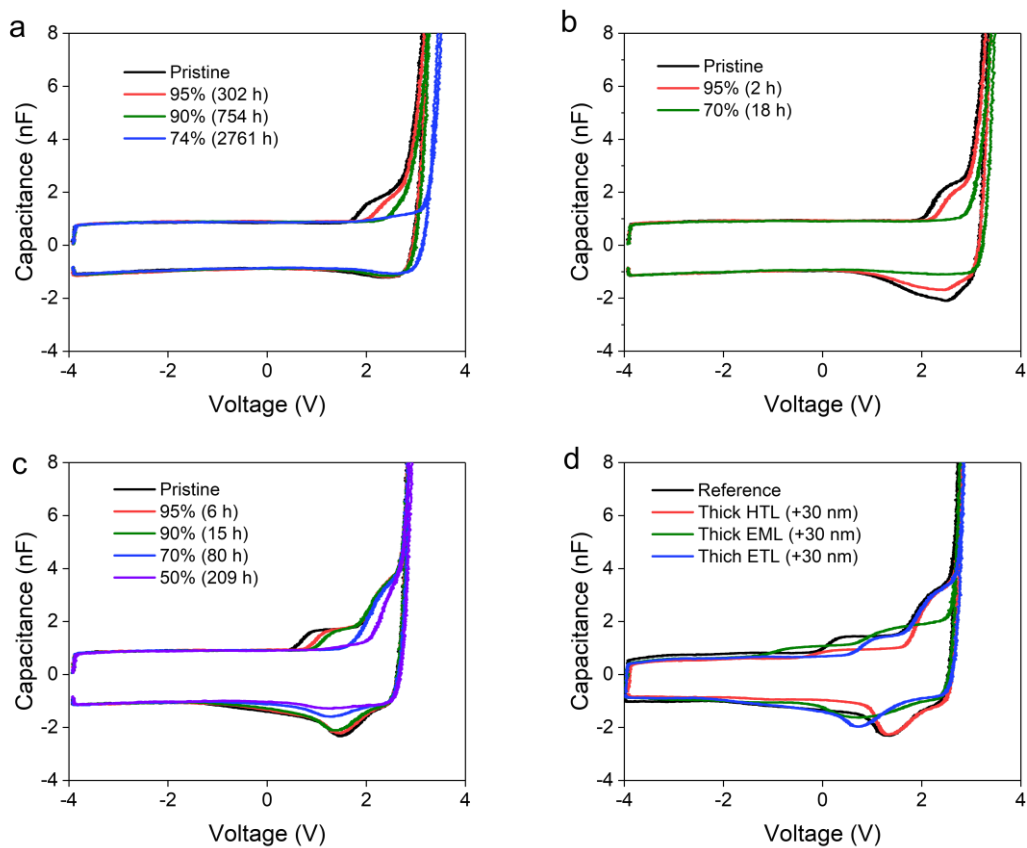 a
Capacitance (nF)
8
6
4
2
0
-2
-4
Pristine
95% (302 h)
90% (754 h)
74% (2761 h)
-4
-2
0
2
4
Voltage (V)
b
Capacitance (nF)
8
6
4
2
0
-2
-4
Pristine
95% (2 h)
70% (18 h)
-4
-2
0
2
4
Voltage (V)
c
Capacitance (nF)
8
6
4
2
0
-2
-4
Pristine
95% (6 h)
90% (15 h)
70% (80 h)
50% (209 h)
-4
-2
0
2
4
Voltage (V)
d
Capacitance (nF)
8
6
4
2
0
-2
-4
Reference
Thick HTL (+30 nm)
Thick EML (+30 nm)
Thich ETL (+30 nm)
-4
-2
0
2
4
Voltage (V)